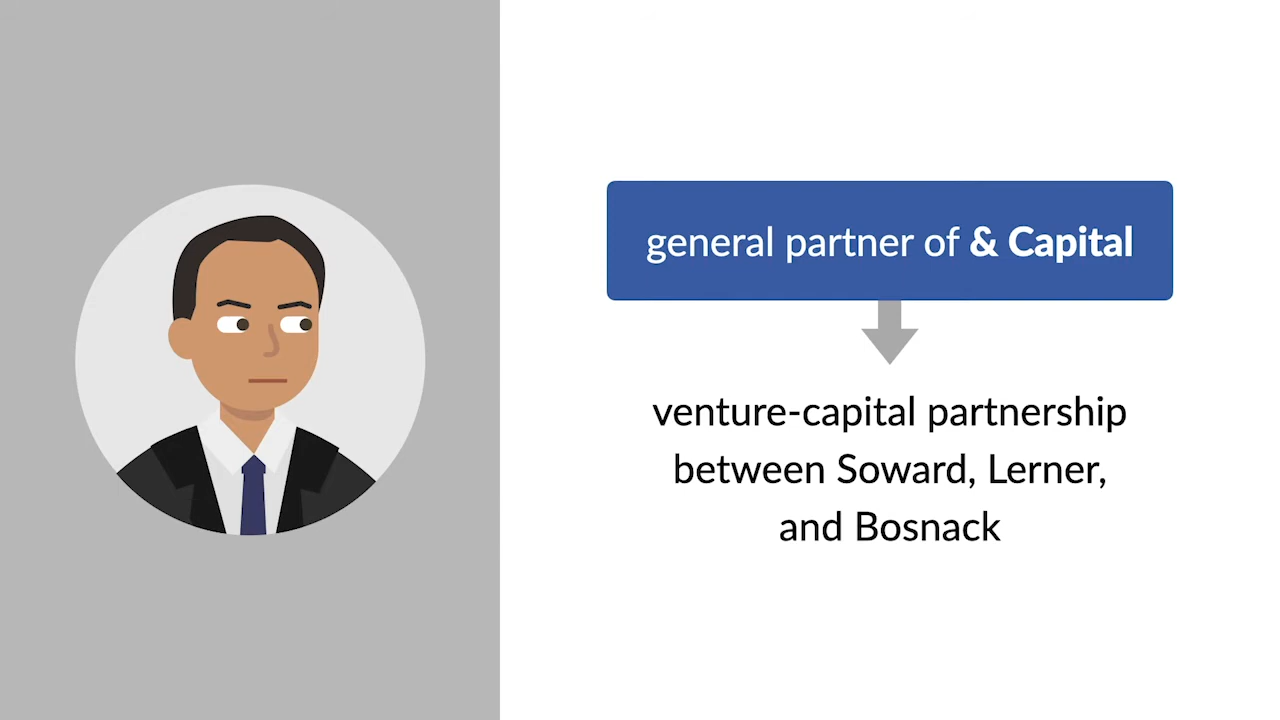 general partner of & Capital
venture-capital partnership
between Soward, Lerner,
and Bosnack